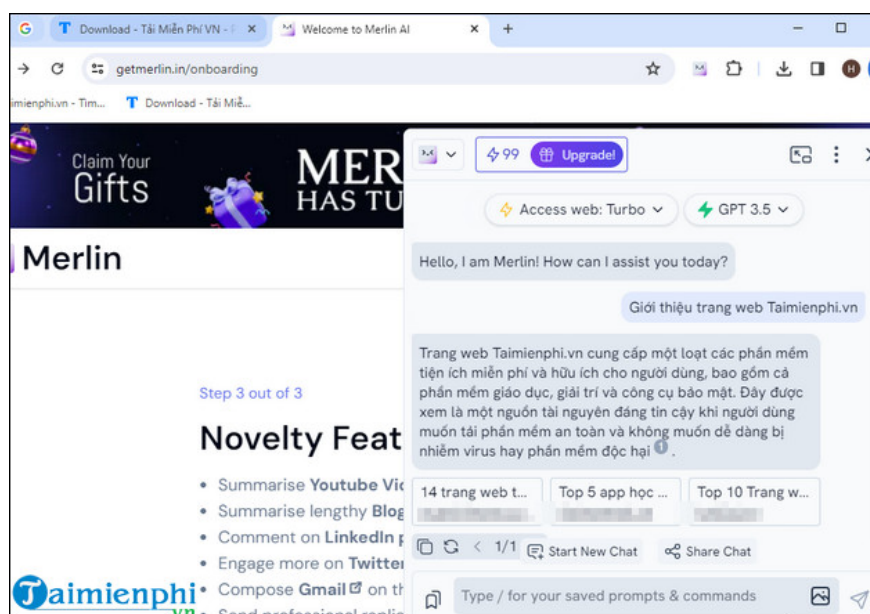 Download - Tải Miễn Phí VN - 
Welcome to Merlin AI
getmerlin.in/onboarding
H
aimienphi.vn - Tìm...
Download - Tải Miễ...
Claim Your
Gifts
MER
HAS TU
99
Upgrade!
Access web: Turbo
GPT 3.5
Merlin
Hello, I am Merlin! How can I assist you today?
Giới thiệu trang web Taimienphi.vn
Trang web Taimienphi.vn cung cấp một loạt các phần mềm
tiện ích miễn phí và hữu ích cho người dùng, bao gồm cả
phần mềm giáo dục, giải trí và công cụ bảo mật. Đây được
xem là một nguồn tài nguyên đáng tin cậy khi người dùng
muốn tải phần mềm an toàn và không muốn dễ dàng bị
nhiễm virus hay phần mềm độc hại 1 .
Step 3 out of 3
Novelty Feat
Summarise Youtube Vid
Summarise lengthy Blog
Comment on LinkedIn p
Engage more on Twitter
Compose Gmail on th
14 trang web t...
Top 5 app học ...
Top 10 Trang w...
1/1
Start New Chat
Share Chat
Type / for your saved prompts & commands
Taimienphi
.vn